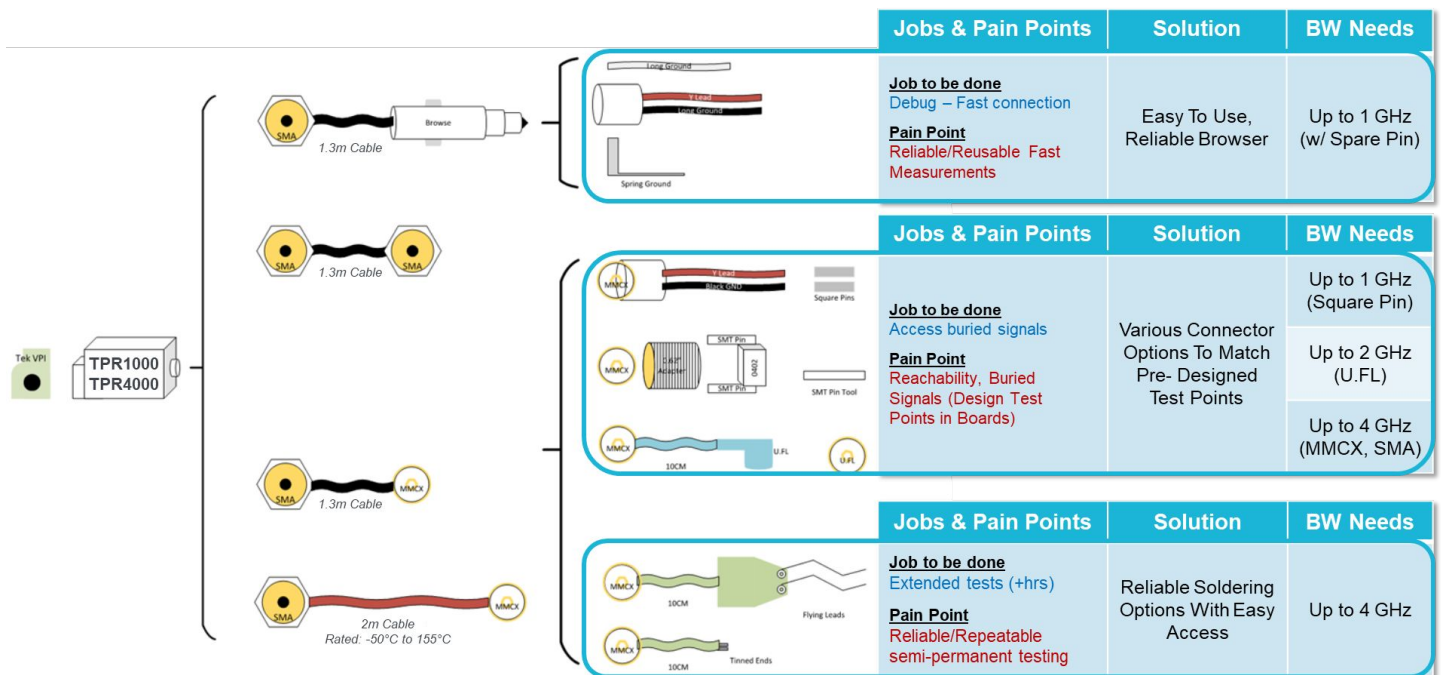 Tek VPI
TPR1000
TPR4000
SMA
1.3m Cable
Browse
SMA
1.3m Cable
SMA
SMA
1.3m Cable
MMCX
SMA
2m Cable
Rated: -50°C to 155°C
MMCX
Long Ground
Y Lead
Long Ground
Spring Ground
Jobs & Pain Points
Solution
BW Needs
Job to be done
Debug – Fast connection
Pain Point
Reliable/Reusable Fast
Measurements
Easy To Use,
Reliable Browser
Up to 1 GHz
(w/ Spare Pin)
MMCX
Y Lead
Black GND
Square Pins
MMCX
0.62"
Adapter
SMT Pin
0402
SMT Pin
SMT Pin Tool
MMCX
10CM
U.FL
U.FL
Jobs & Pain Points
Solution
BW Needs
Job to be done
Access buried signals
Pain Point
Reachability, Buried
Signals (Design Test
Points in Boards)
Various Connector
Options To Match
Pre- Designed
Test Points
Up to 1 GHz
(Square Pin)
Up to 2 GHz
(U.FL)
Up to 4 GHz
(MMCX, SMA)
MMCX
10CM
Flying Leads
MMCX
10CM
Tinned Ends
Jobs & Pain Points
Solution
BW Needs
Job to be done
Extended tests (+hrs)
Pain Point
Reliable/Repeatable
semi-permanent testing
Reliable Soldering
Options With Easy
Access
Up to 4 GHz